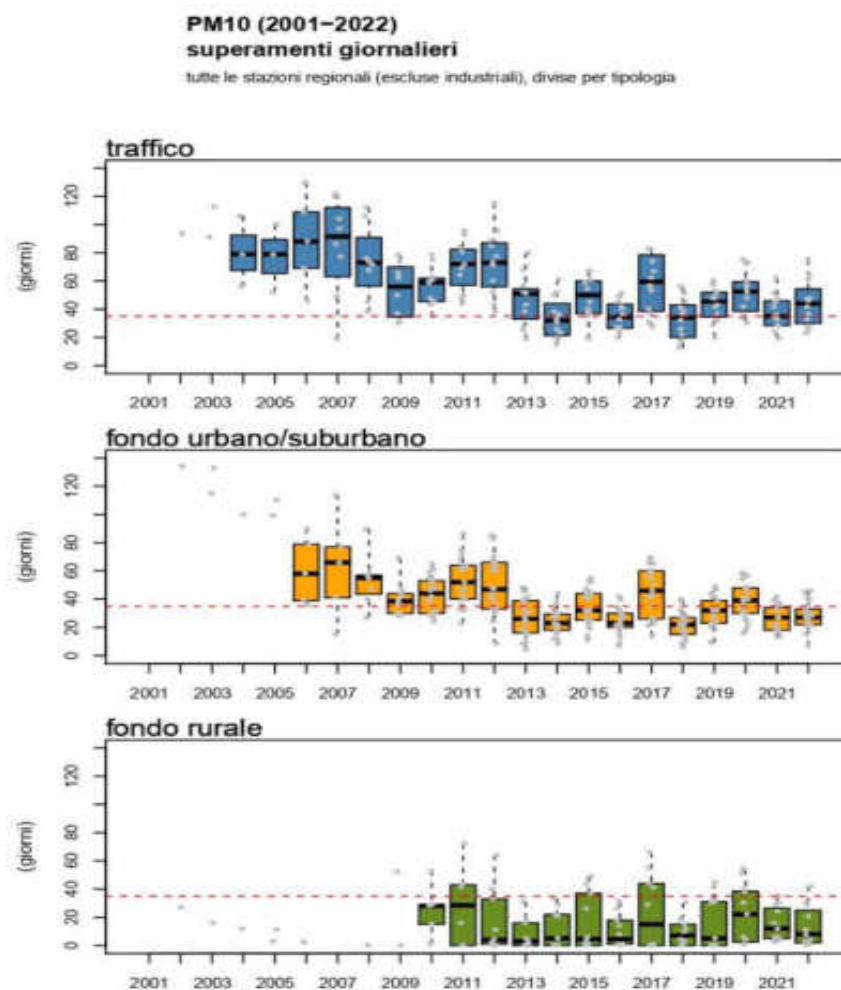 PM10 (2001−2022)
superamenti giornalieri
tutte le stazioni regionali (escluse industriali), divise per tipologia
traffico
(giorni)
120
80
60
40
20
0
2001 2003 2005 2007 2009 2011 2013 2015 2017 2019 2021
fondo urbano/suburbano
(giorni)
120
80
60
40
20
0
2001 2003 2005 2007 2009 2011 2013 2015 2017 2019 2021
fondo rurale
(giorni)
120
80
60
40
20
0
2001 2003 2005 2007 2009 2011 2013 2015 2017 2019 2021